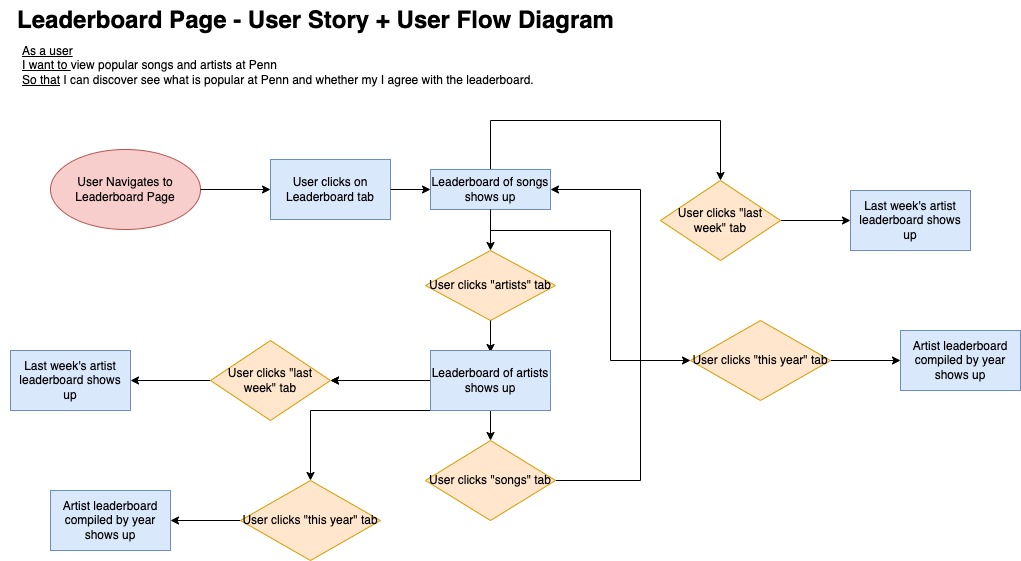 Leaderboard Page - User Story + User Flow Diagram
As a user
I want to view popular songs and artists at Penn
So that I can discover see what is popular at Penn and whether my I agree with the leaderboard.
User Navigates to
Leaderboard Page
User clicks on
Leaderboard tab
Leaderboard of songs
shows up
User clicks "last
week" tab
Last week's artist
leaderboard shows
up
User clicks "artists" tab
Last week's artist
leaderboard shows
up
User clicks "last
week" tab
Leaderboard of artists
shows up
User clicks "this year" tab
Artist leaderboard
compiled by year
shows up
User clicks "songs" tab
Artist leaderboard
compiled by year
shows up
User clicks "this year" tab